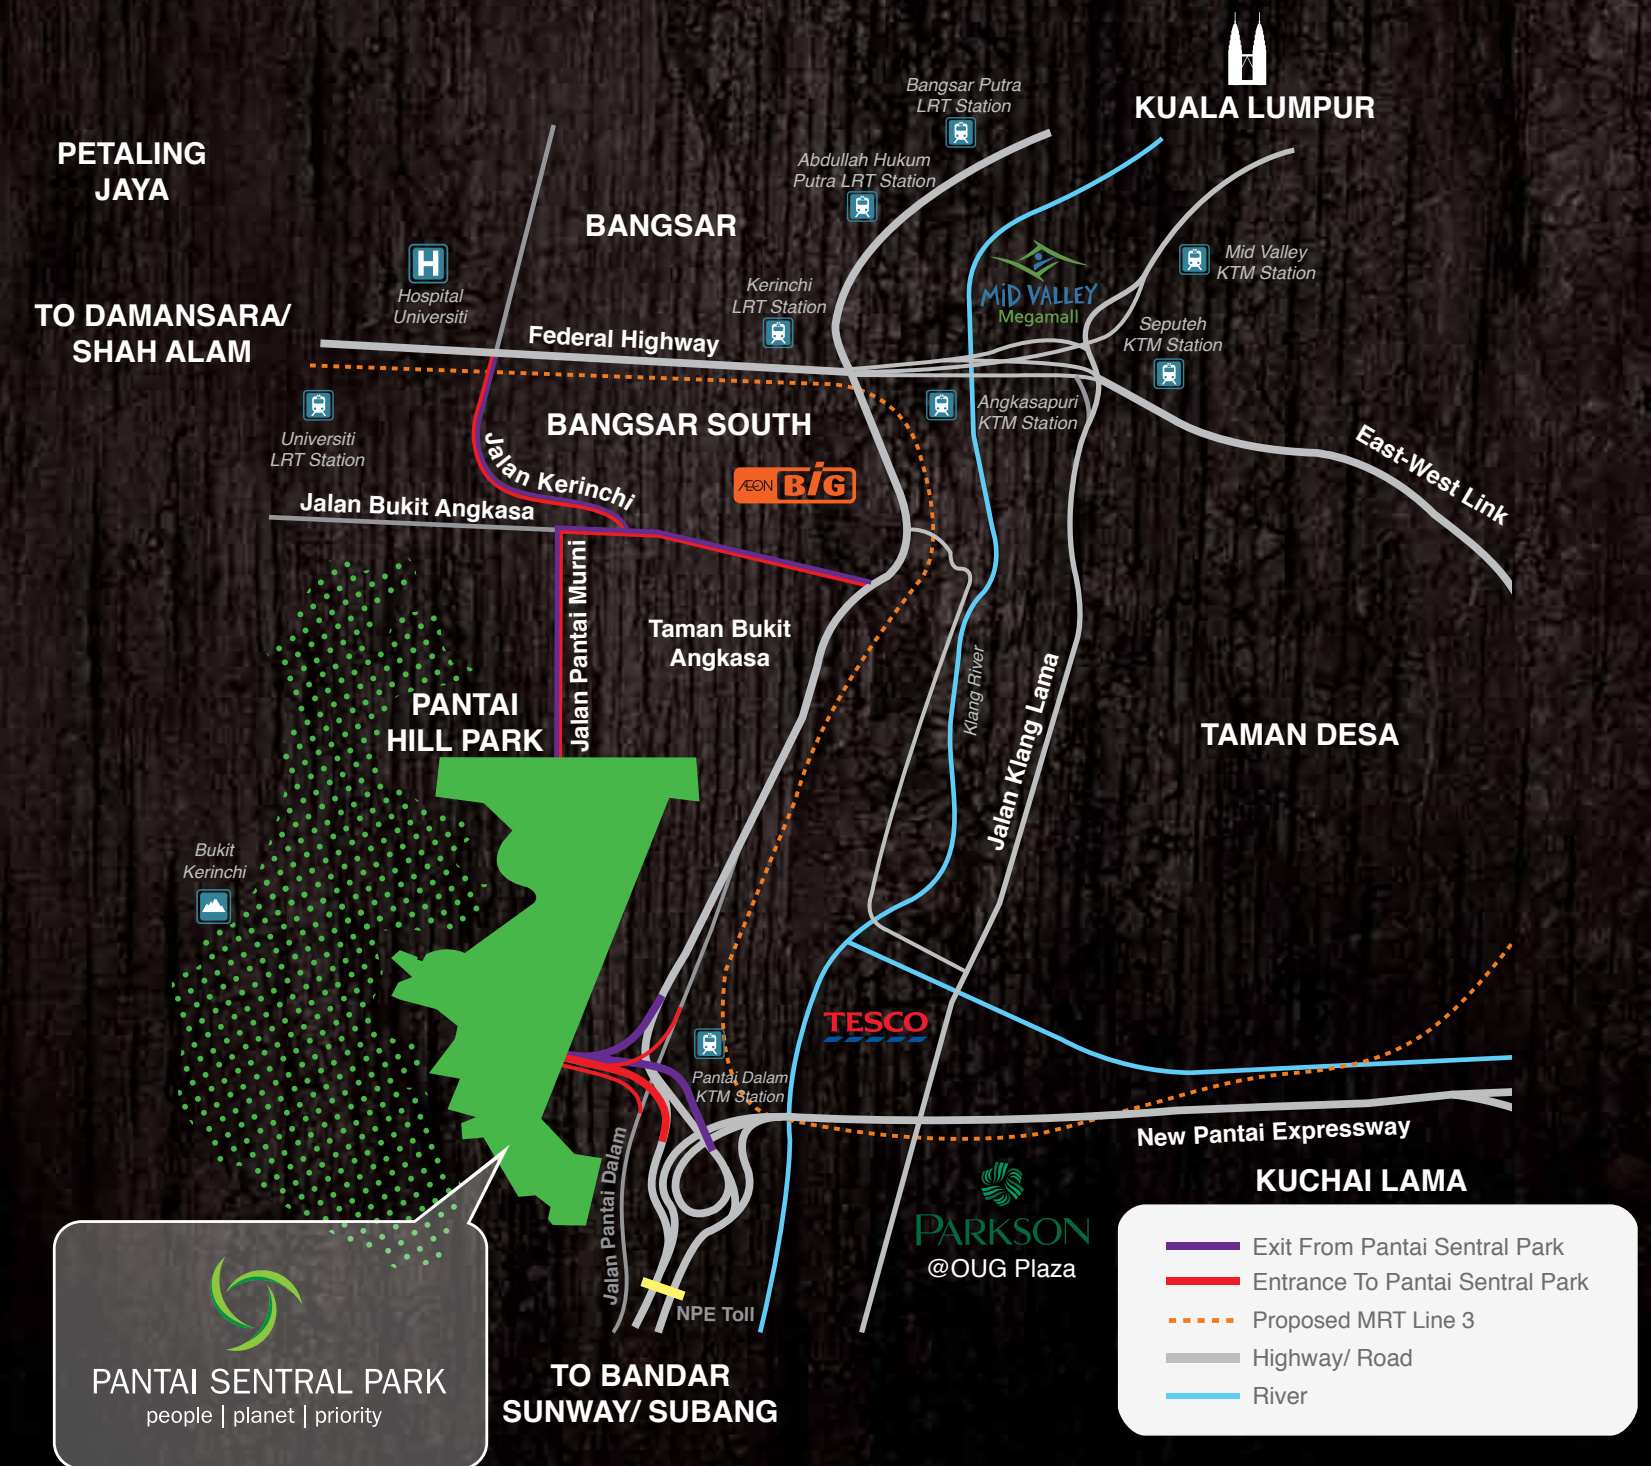 KUALA LUMPUR
Bangsar Putra
LRT Station
PETALING
JAYA
Abdullah Hukum
Putra LRT Station
BANGSAR
H
Hospital
Universiti
Mid Valley
KTM Station
MiD VALLEY
Megamall
Kerinchi
LRT Station
TO DAMANSARA/
SHAH ALAM
Federal Highway
Seputeh
KTM Station
Universiti
LRT Station
BANGSAR SOUTH
Angkasapuri
KTM Station
East-West Link
Jalan Kerinchi
ÆON BiG
Jalan Bukit Angkasa
Jalan Pantai Murni
Taman Bukit
Angkasa
Klang River
Jalan Klang Lama
PANTAI
HILL PARK
TAMAN DESA
Bukit
Kerinchi
TESCO
Pantai Dalam
KTM Station
New Pantai Expressway
Jalan Pantai Dalam
KUCHAI LAMA
PARKSON
@OUG Plaza
NPE Toll
Exit From Pantai Sentral Park
Entrance To Pantai Sentral Park
Proposed MRT Line 3
Highway/ Road
River
PANTAI SENTRAL PARK
people | planet | priority
TO BANDAR
SUNWAY/ SUBANG